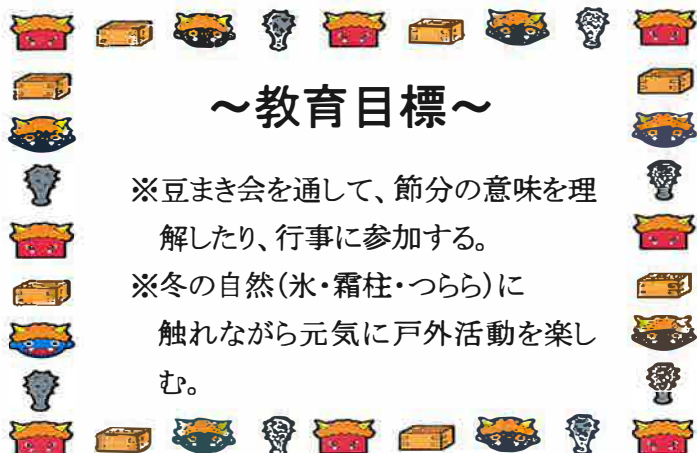 ～教育目標～
※豆まき会を通して、節分の意味を理
解したり、行事に参加する。
※冬の自然(氷・霜柱・つらら)に
触れながら元気に戸外活動を楽し
む。